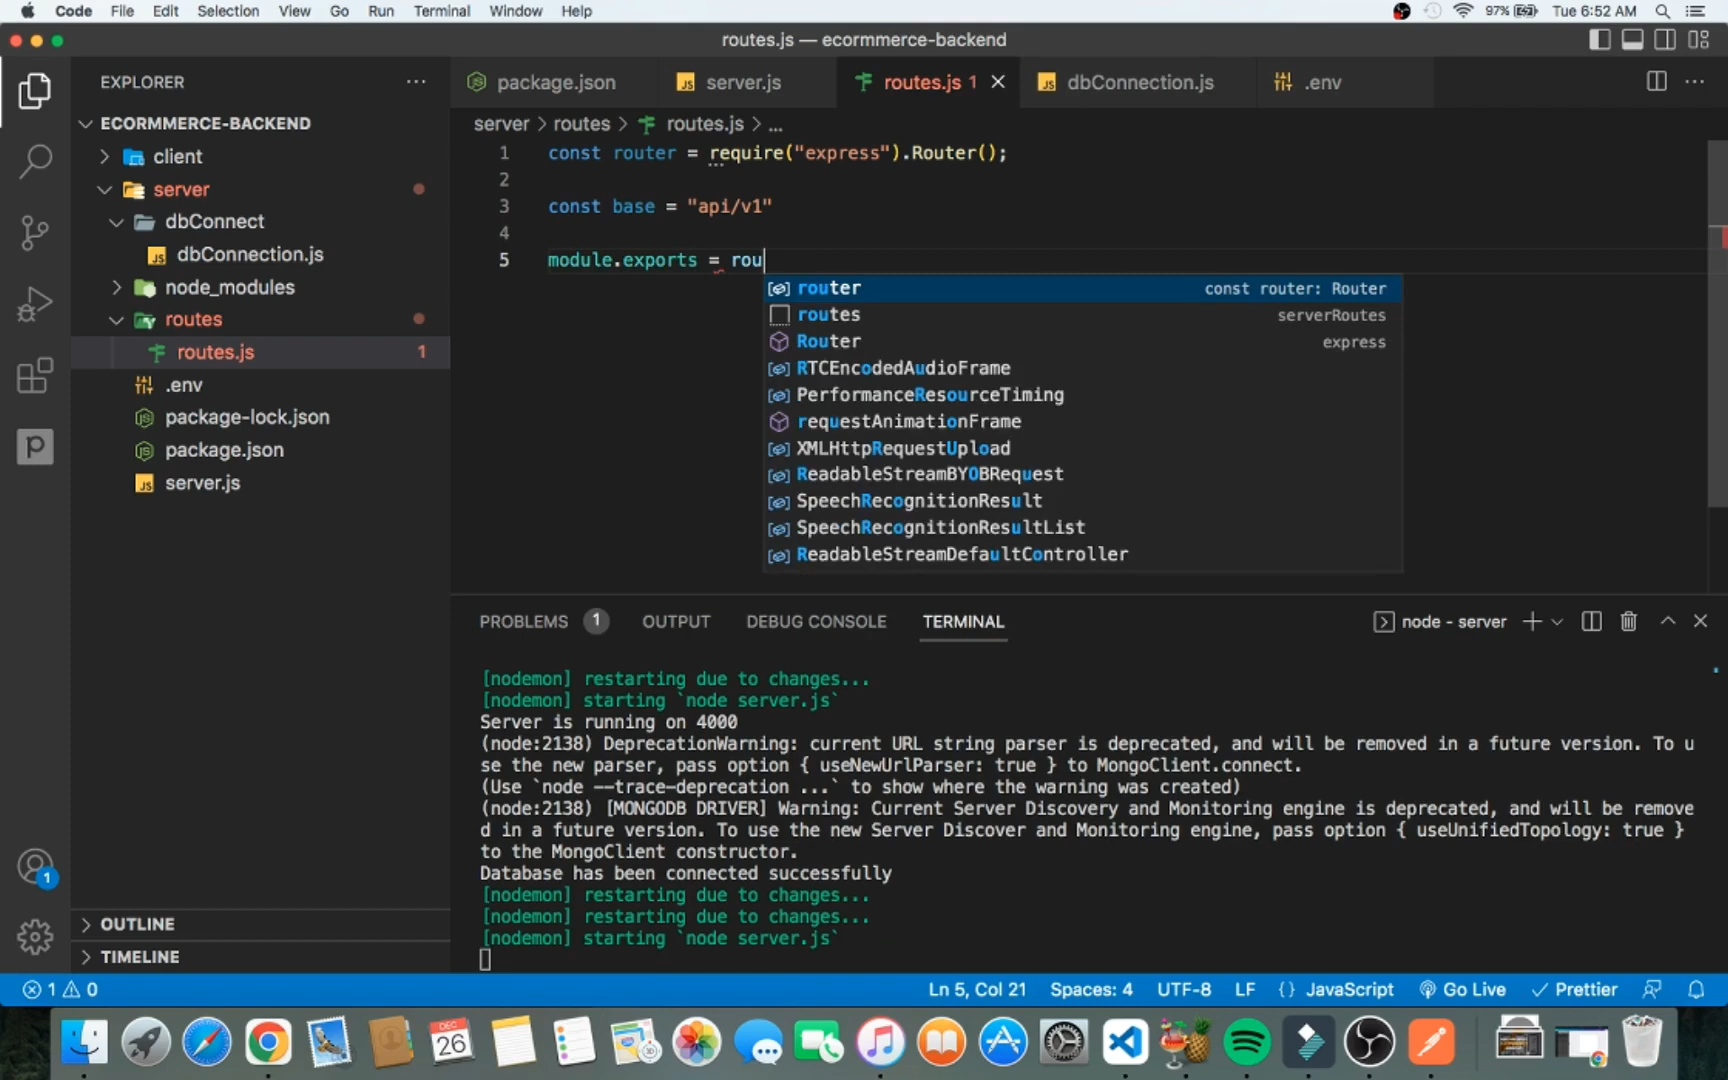 Code File Edit Selection View Go Run Terminal Window Help 97% Tue 6:52 AM
routes.js — ecormmerce-backend
EXPLORER
package.json
server.js
routes.js 1
dbConnection.js
.env
ECORMMERCE-BACKEND
client
server
dbConnect
dbConnection.js
node_modules
routes
routes.js 1
.env
package-lock.json
package.json
server.js
OUTLINE
TIMELINE
1
server > routes > routes.js > ...
1 const router = require("express").Router();
2
3 const base = "api/v1"
4
5 module.exports = rou
router const router: Router
routes serverRoutes
Router express
RTCEncodedAudioFrame
PerformanceResourceTiming
requestAnimationFrame
XMLHttpRequestUpload
ReadableStreamBYOBRequest
SpeechRecognitionResult
SpeechRecognitionResultList
ReadableStreamDefaultController
PROBLEMS 1 OUTPUT DEBUG CONSOLE TERMINAL node - server
[nodemon] restarting due to changes...
[nodemon] starting `node server.js`
Server is running on 4000
(node:2138) DeprecationWarning: current URL string parser is deprecated, and will be removed in a future version. To u
se the new parser, pass option { useNewUrlParser: true } to MongoClient.connect.
(Use `node --trace-deprecation ...` to show where the warning was created)
(node:2138) [MONGODB DRIVER] Warning: Current Server Discovery and Monitoring engine is deprecated, and will be remove
d in a future version. To use the new Server Discover and Monitoring engine, pass option { useUnifiedTopology: true }
to the MongoClient constructor.
Database has been connected successfully
[nodemon] restarting due to changes...
[nodemon] restarting due to changes...
[nodemon] starting `node server.js`
1 0 Ln 5, Col 21 Spaces: 4 UTF-8 LF {} JavaScript Go Live Prettier
DEC
26